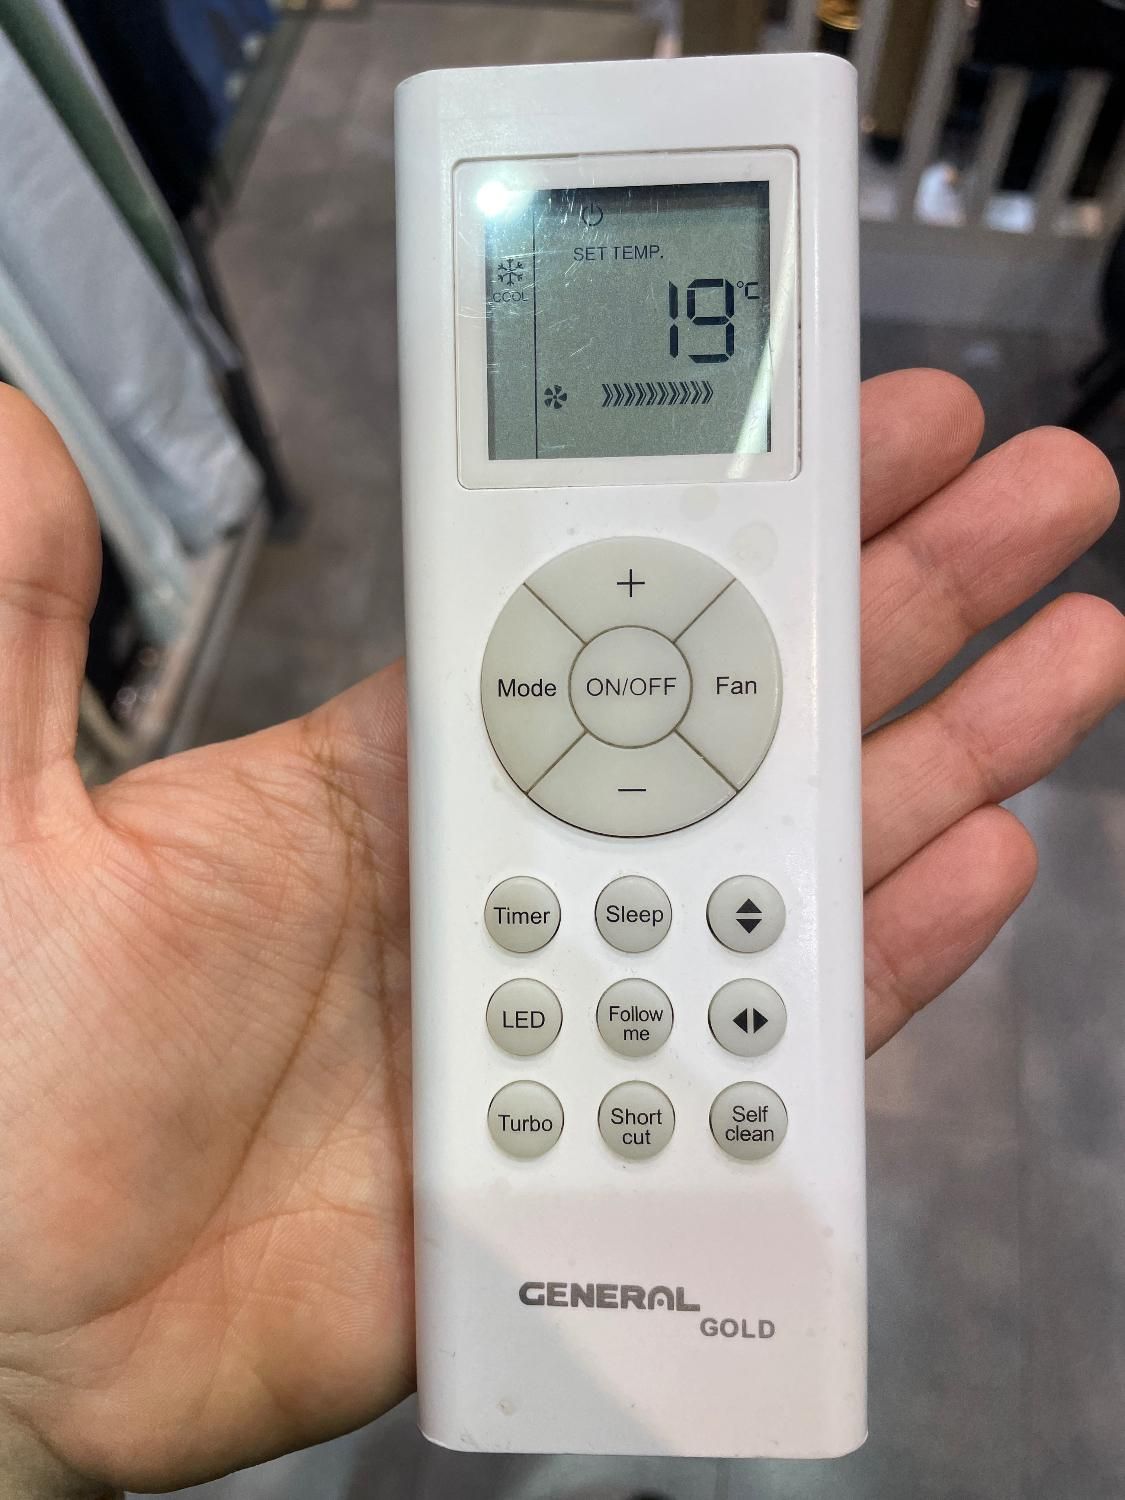 SET TEMP.
COOL
19°C
+
Mode
ON/OFF
Fan
−
Timer
Sleep
LED
Follow
me
Turbo
Short
cut
Self
clean
GENERAL
GOLD